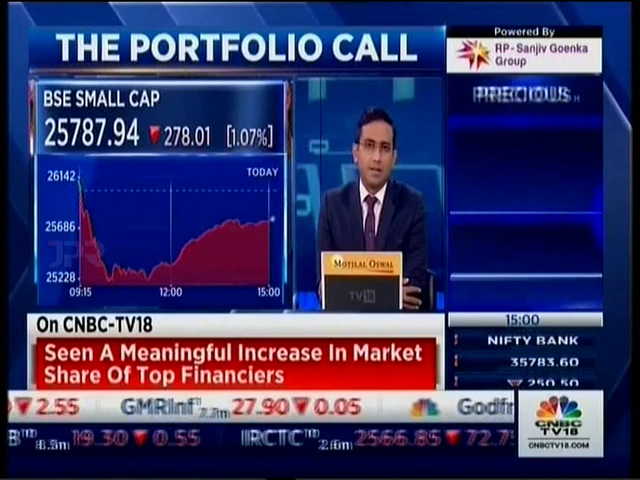 THE PORTFOLIO CALL
Powered By
RP-Sanjiv Goenka
Group
BSE SMALL CAP
25787.94 ▼278.01 [1.07%]
TODAY
26142
25686
25228
09:15 12:00 15:00
MOTILAL OSWAL
TV18
PRECIOUS
15:00
NIFTY BANK
35783.60
▼250.50
On CNBC-TV18
Seen A Meaningful Increase In Market
Share Of Top Financiers
▼2.55 GMRInf 27.90▼0.05 Godfr
19.30▼0.55 IRCTC 2566.85▼72.7
CNBC
TV18
CNBCTV18.COM